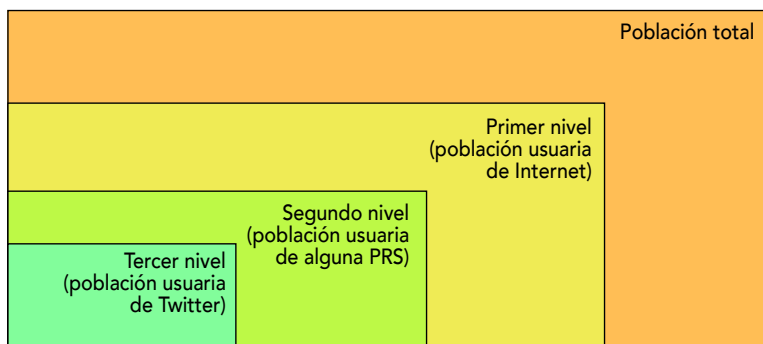 Población total
Primer nivel
(población usuaria
de Internet)
Segundo nivel
(población usuaria
de alguna PRS)
Tercer nivel
(población usuaria
de Twitter)